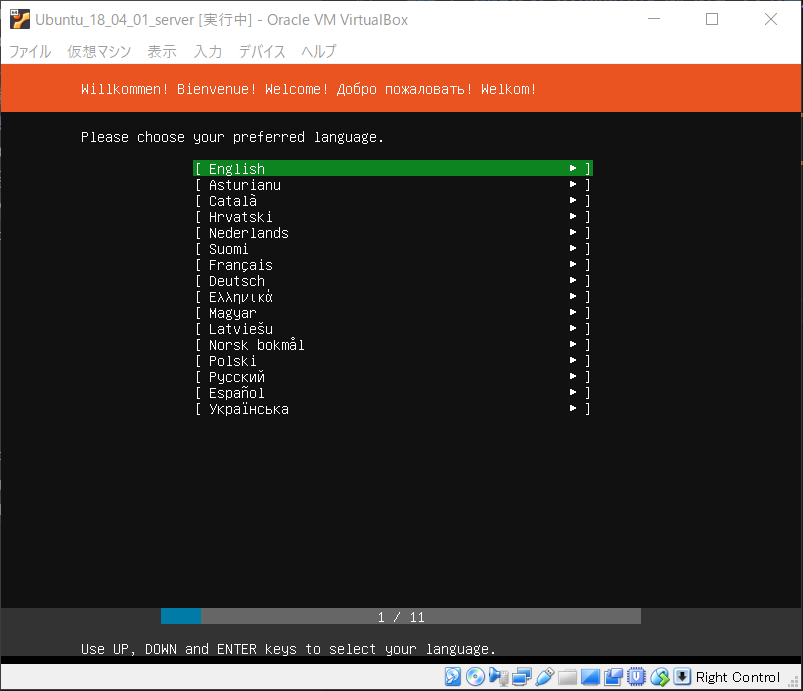 Ubuntu_18_04_01_server [実行中] - Oracle VM VirtualBox
ファイル 仮想マシン 表示 入力 デバイス ヘルプ
Willkommen! Bienvenue! Welcome! Добро пожаловать! Welkom!
Please choose your preferred language.
[ English ► ]
[ Asturianu ► ]
[ Català ► ]
[ Hrvatski ► ]
[ Nederlands ► ]
[ Suomi ► ]
[ Français ► ]
[ Deutsch ► ]
[ Ελληνικά ► ]
[ Magyar ► ]
[ Latviešu ► ]
[ Norsk bokmål ► ]
[ Polski ► ]
[ Русский ► ]
[ Español ► ]
[ Українська ► ]
1 / 11
Use UP, DOWN and ENTER keys to select your language.
Right Control